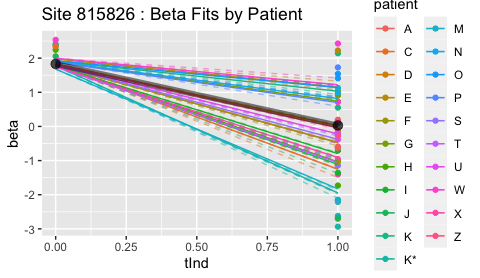 Site 815826 : Beta Fits by Patient
beta
2
1
0
-1
-2
-3
0.00 0.25 0.50 0.75 1.00
tInd
patient
A M
C N
D O
E P
F S
G T
H U
I W
J X
K Z
K*